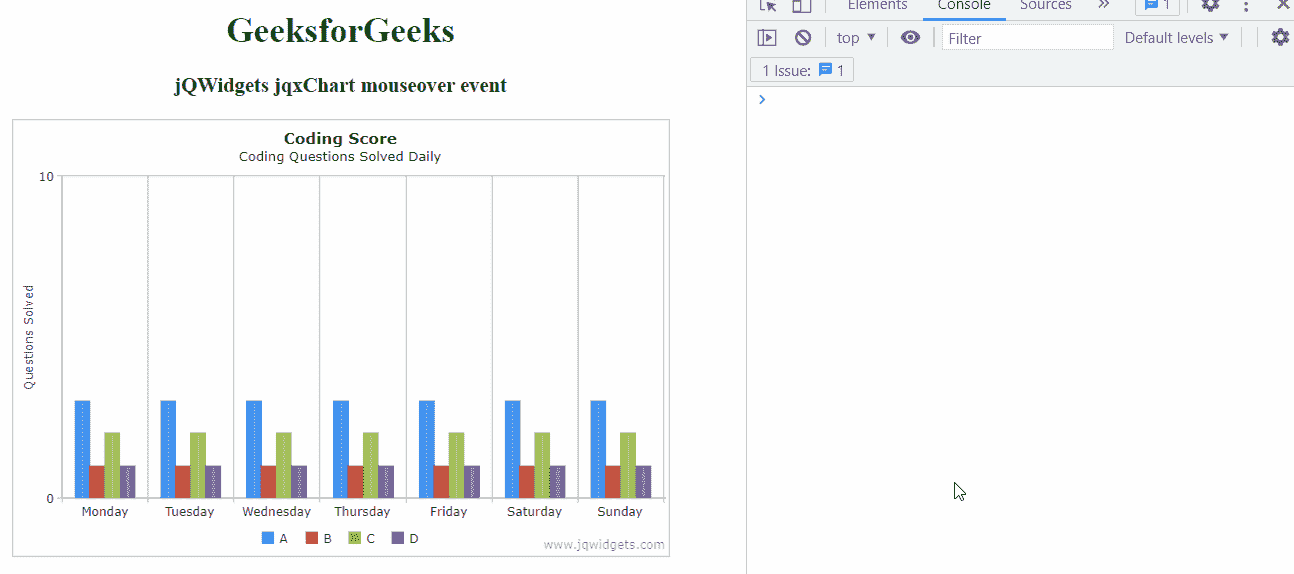 GeeksforGeeks
jQWidgets jqxChart mouseover event
Coding Score
Coding Questions Solved Daily
10
Questions Solved
0
Monday Tuesday Wednesday Thursday Friday Saturday Sunday
A B C D
www.jqwidgets.com
Elements Console Sources 1
top Filter Default levels
1 Issue: 1